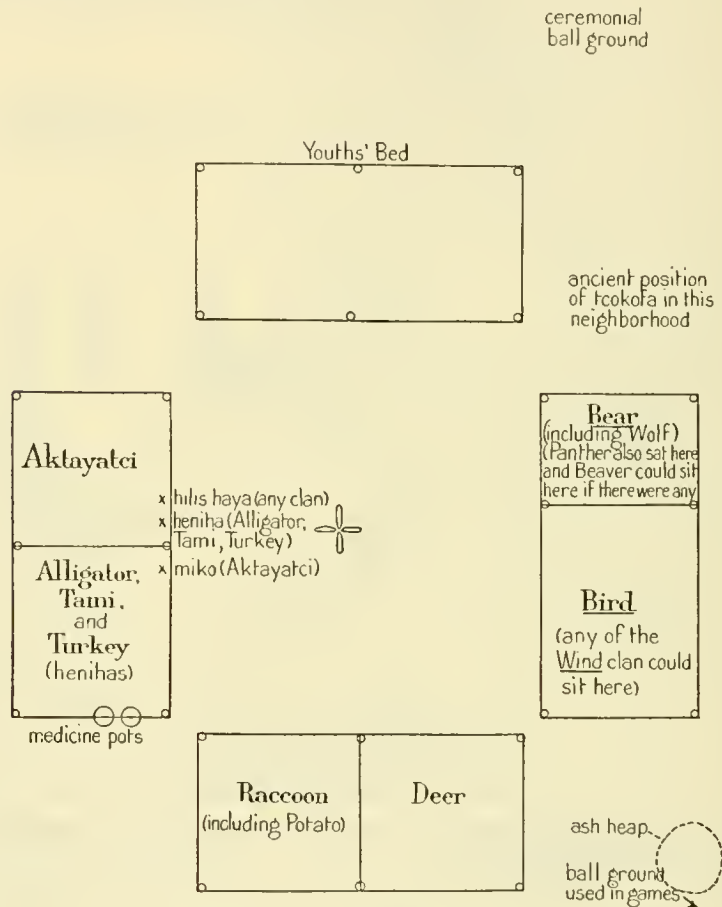 ceremonial
ball ground
Youths' Bed
ancient position
of tcokofa in this
neighborhood
Aktayatci
x hilis haya (any clan)
x heniha (Alligator,
Tami, Turkey)
x miko (Aktayatci)
Alligator,
Tami,
and
Turkey
(henihas)
medicine pots
Bear
(including Wolf)
(Panther also sat here
and Beaver could sit
here if there were any
Bird
(any of the
Wind clan could
sit here)
Raccoon
(including Potato)
Deer
ash heap
ball ground
used in games